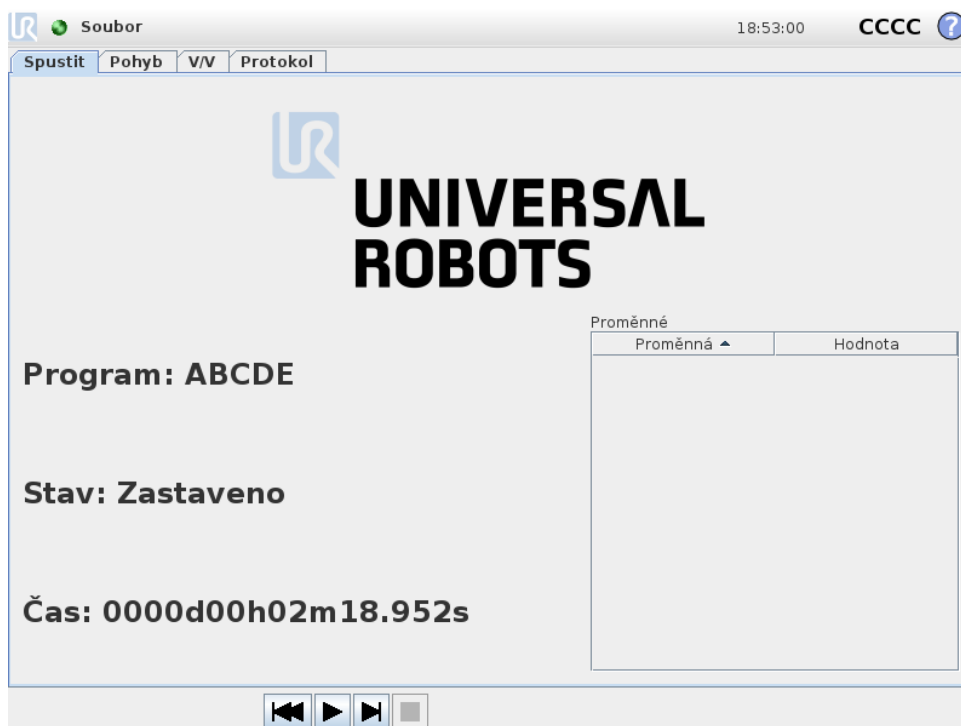 Soubor 18:53:00 CCCC ?
Spustit Pohyb V/V Protokol
UR
UNIVERSAL
ROBOTS
Proměnné
Proměnná Hodnota
Program: ABCDE
Stav: Zastaveno
Čas: 0000d00h02m18.952s